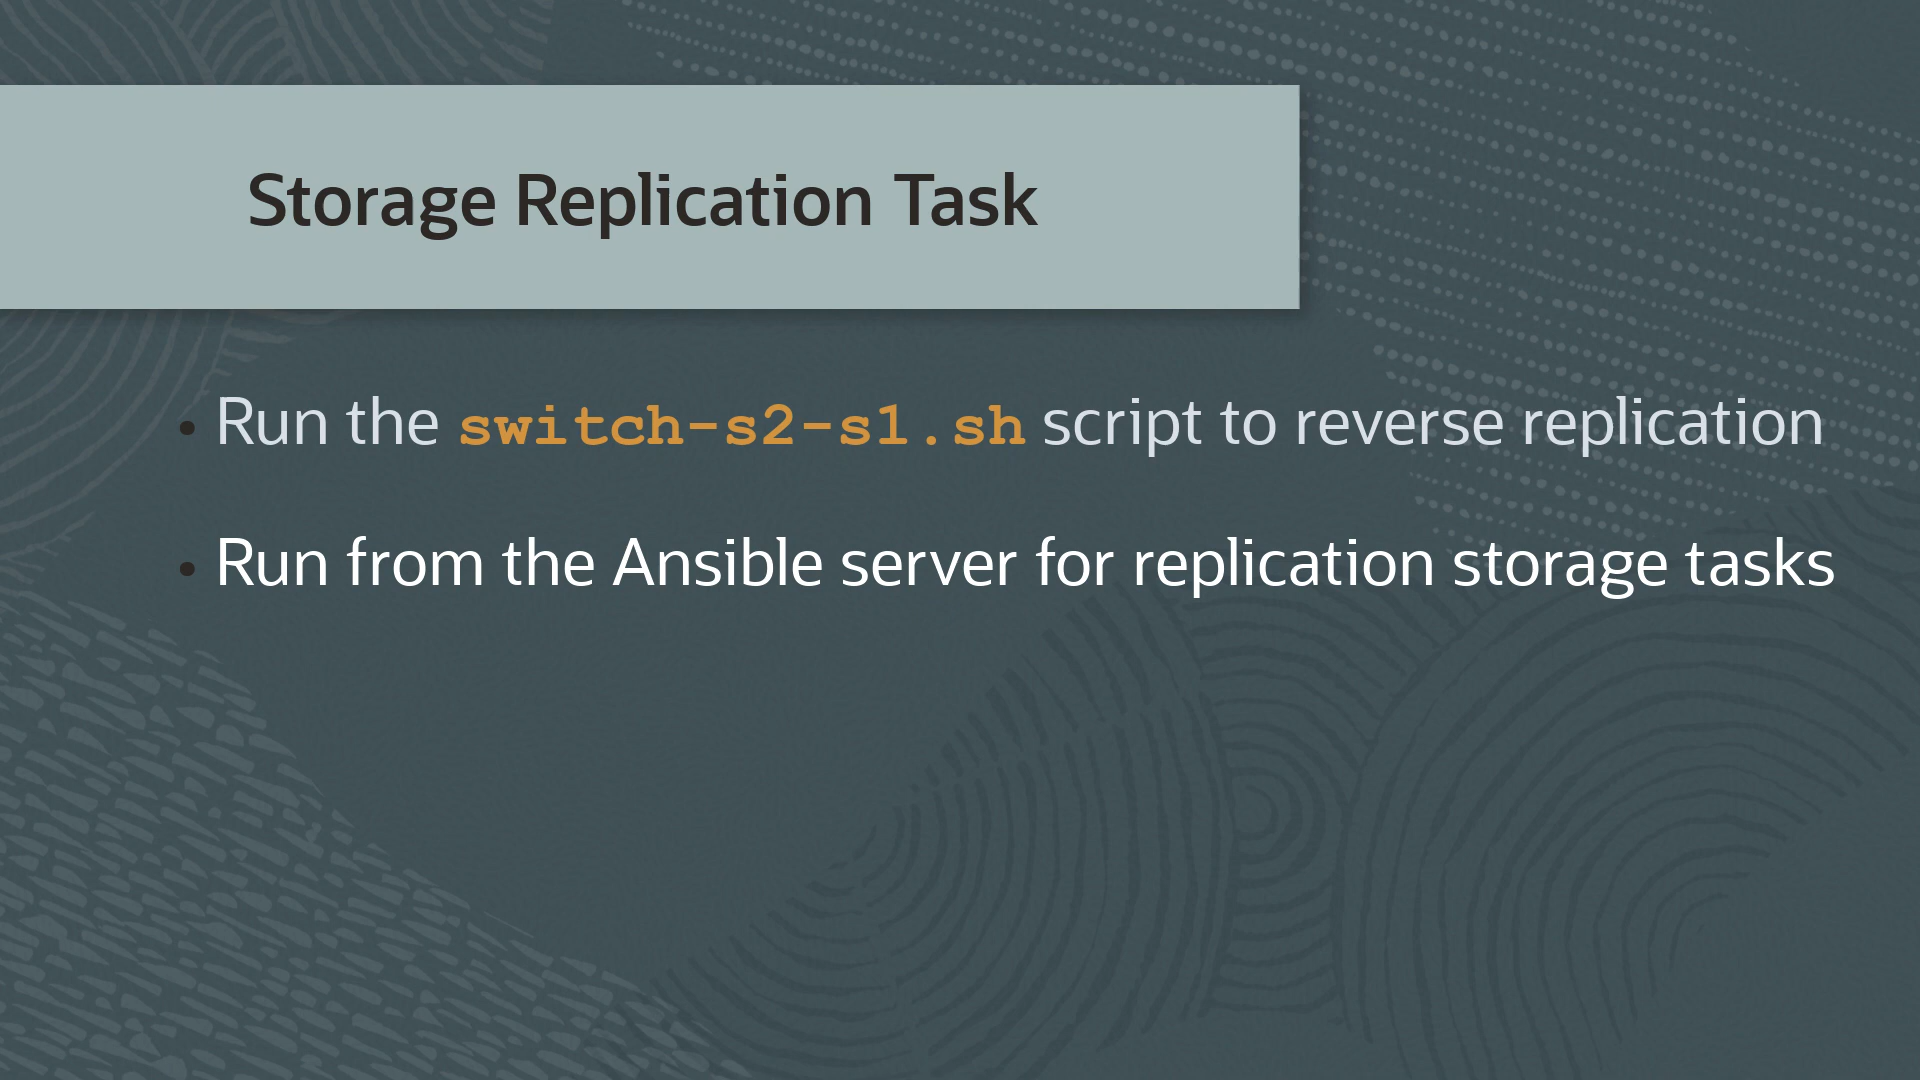 Storage Replication Task
• Run the switch-s2-s1.sh script to reverse replication
• Run from the Ansible server for replication storage tasks